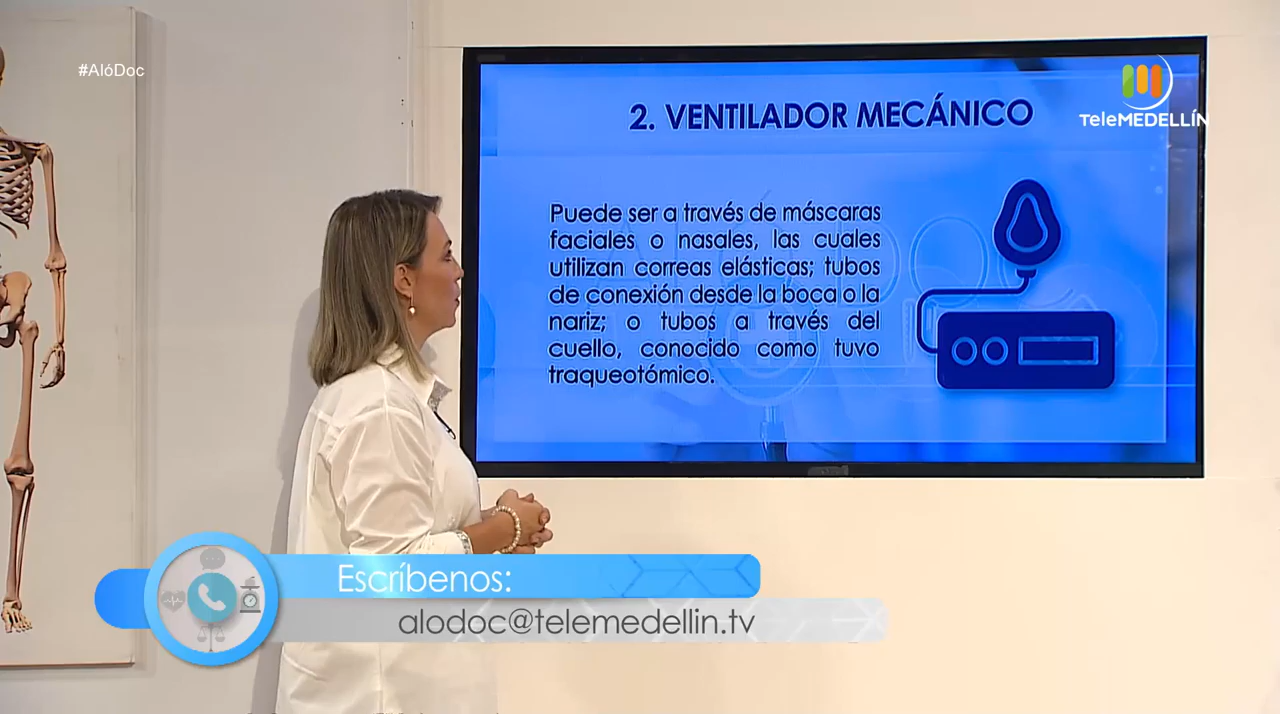 #AlóDoc
TeleMEDELLÍN
2. VENTILADOR MECÁNICO
Puede ser a través de máscaras
faciales o nasales, las cuales
utilizan correas elásticas; tubos
de conexión desde la boca o la
nariz; o tubos a través del
cuello, conocido como tuvo
traqueotómico.
Escríbenos:
alodoc@telemedellin.tv